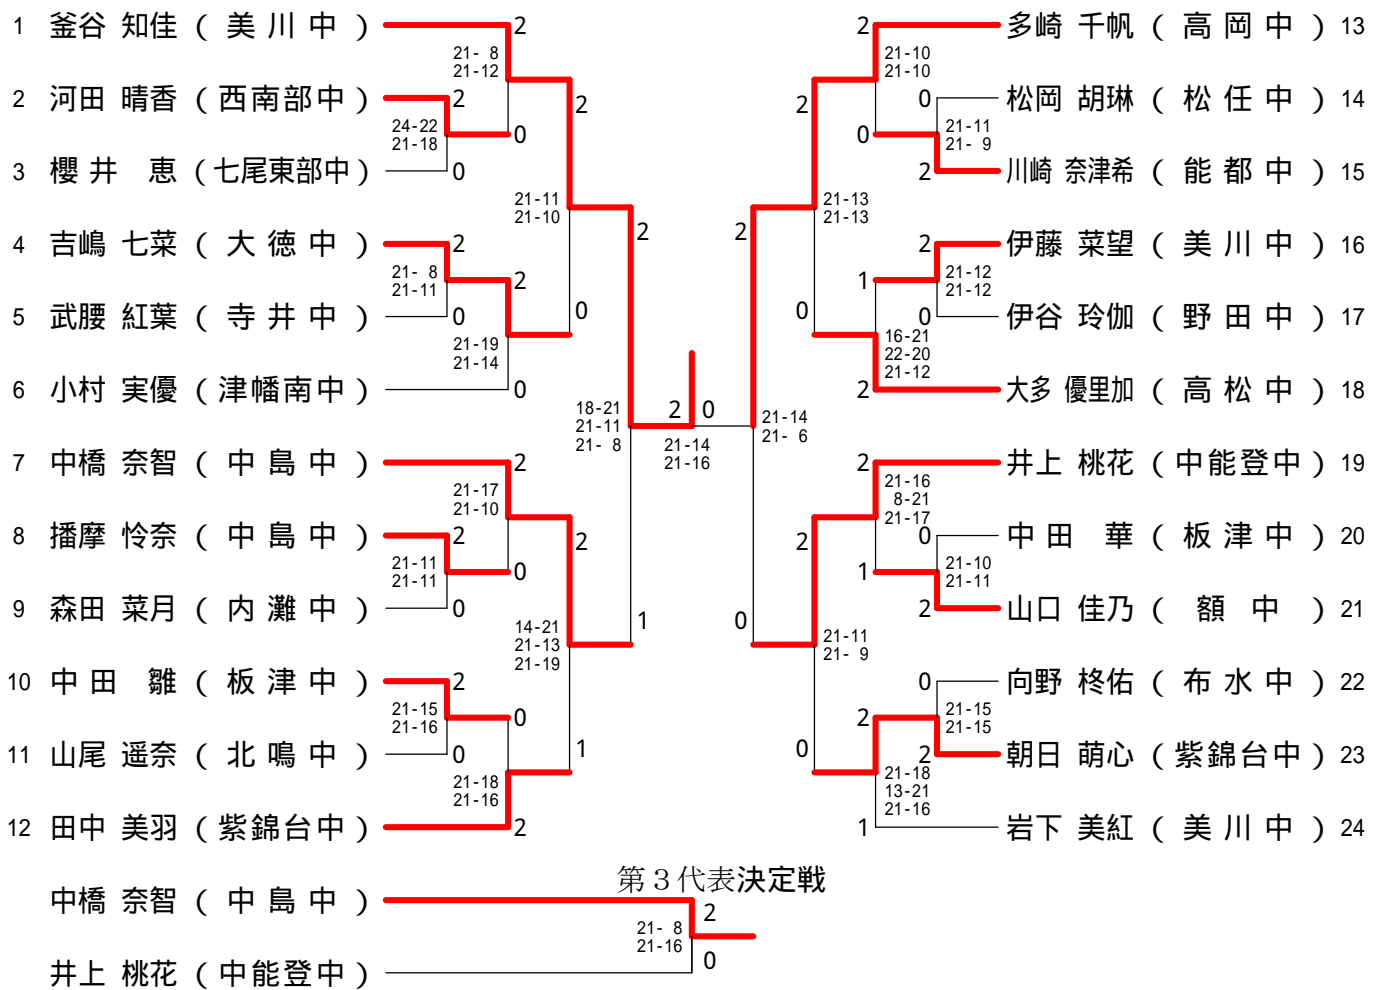 1 釜谷 知佳 ( 美 川 中 ) 2
21- 8
21-12
2 河田 晴香 ( 西南部中 ) 2
24-22
21-18
0
3 櫻 井 恵 ( 七尾東部中 ) 0
2
21-11
21-10
4 吉嶋 七菜 ( 大 徳 中 ) 2
21- 8
21-11
2
5 武腰 紅葉 ( 寺 井 中 ) 0
21-19
21-14
0
6 小村 実優 ( 津幡南中 ) 0
2
18-21
21-11
21- 8
7 中橋 奈智 ( 中 島 中 ) 2
21-17
21-10
8 播摩 怜奈 ( 中 島 中 ) 2
21-11
21-11
0
9 森田 菜月 ( 内 灘 中 ) 0
2
14-21
21-13
21-19
1
10 中 田 雛 ( 板 津 中 ) 2
21-15
21-16
0
11 山尾 遥奈 ( 北 鳴 中 ) 0
21-18
21-16
1
12 田中 美羽 ( 紫錦台中 ) 2
2 0
21-14
21-16
2 多崎 千帆 ( 高 岡 中 ) 13
21-10
21-10
0 松岡 胡琳 ( 松 任 中 ) 14
21-11
21- 9
0
2 川崎 奈津希 ( 能 都 中 ) 15
2
21-13
21-13
2 伊藤 菜望 ( 美 川 中 ) 16
21-12
21-12
1
0 伊谷 玲伽 ( 野 田 中 ) 17
16-21
22-20
21-12
0
2 大多 優里加 ( 高 松 中 ) 18
2
21-14
21- 6
2 井上 桃花 ( 中能登中 ) 19
21-16
8-21
21-17
0 中 田 華 ( 板 津 中 ) 20
21-10
21-11
1
2 山口 佳乃 ( 額 中 ) 21
2
21-11
21- 9
0
0 向野 柊佑 ( 布 水 中 ) 22
21-15
21-15
2
2 朝日 萌心 ( 紫錦台中 ) 23
21-18
13-21
21-16
0
1 岩下 美紅 ( 美 川 中 ) 24
第３代表決定戦
中橋 奈智 ( 中 島 中 ) 2
21- 8
21-16
井上 桃花 ( 中能登中 ) 0